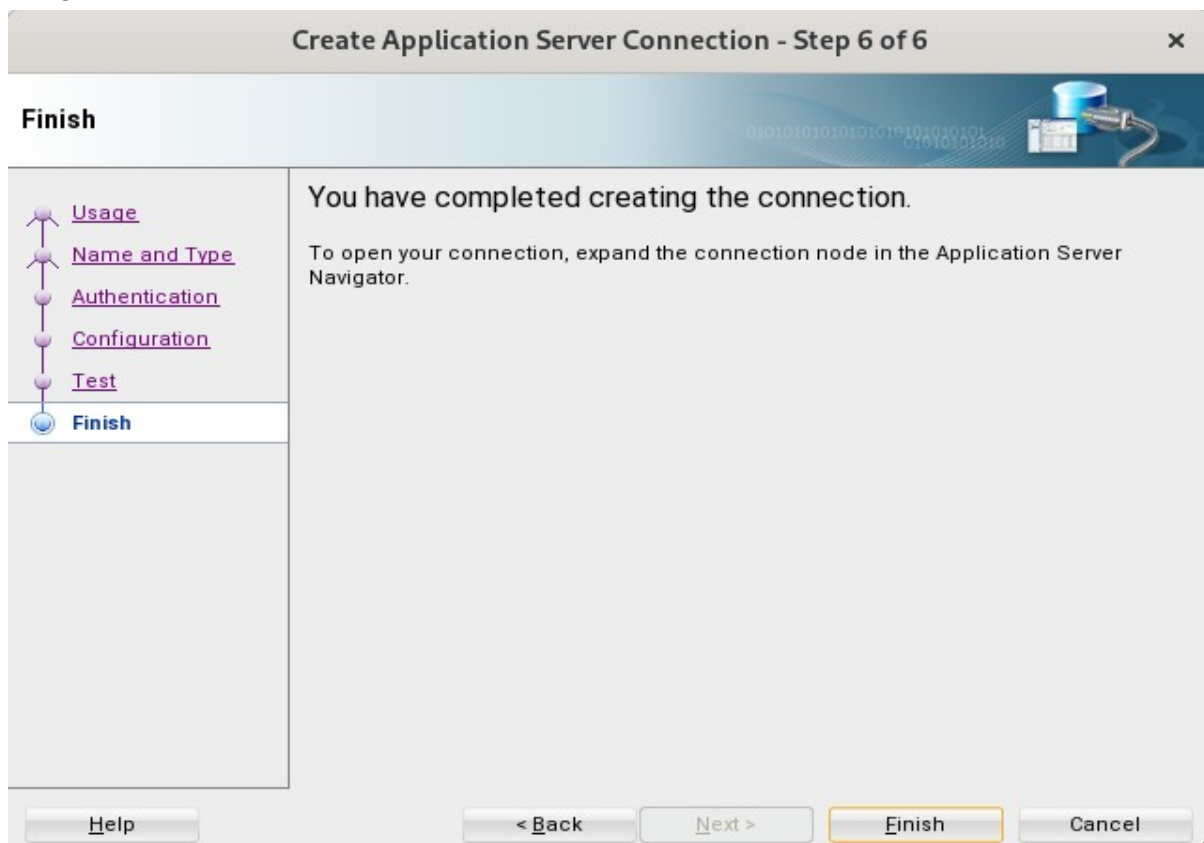 Create Application Server Connection - Step 6 of 6
Finish
Usage
Name and Type
Authentication
Configuration
Test
Finish
You have completed creating the connection.
To open your connection, expand the connection node in the Application Server
Navigator.
Help
< Back
Next >
Finish
Cancel